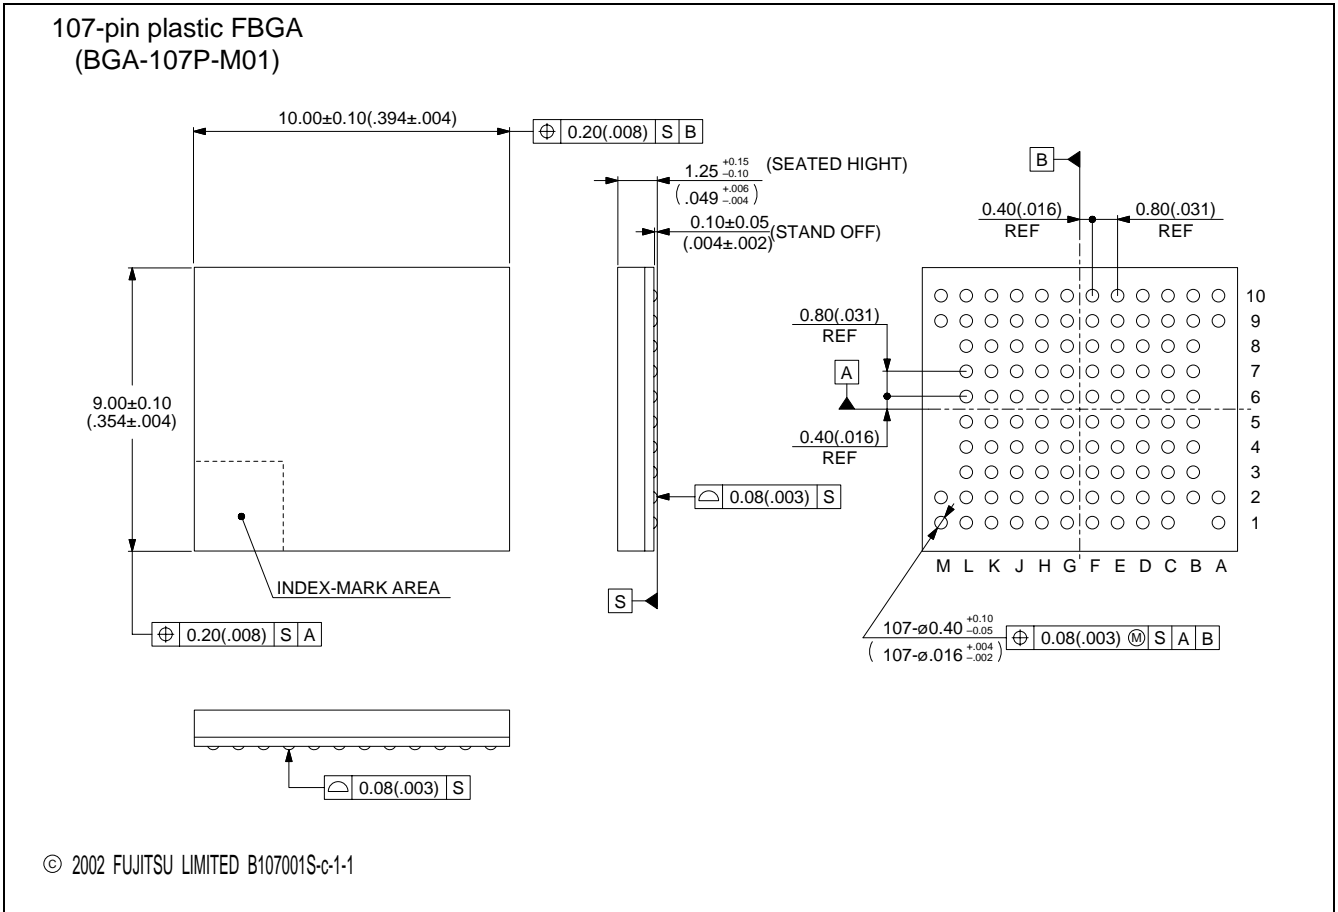 107-pin plastic FBGA
(BGA-107P-M01)
10.00±0.10(.394±.004)
⌖ 0.20(.008) S B
1.25 +0.15 –0.10 (SEATED HIGHT)
(.049 +.006 –.004)
0.10±0.05
(.004±.002)
(STAND OFF)
B
0.40(.016)
REF
0.80(.031)
REF
10
9
8
7
6
5
4
3
2
1
0.80(.031)
REF
A
0.40(.016)
REF
9.00±0.10
(.354±.004)
⌓ 0.08(.003) S
INDEX-MARK AREA
S
M L K J H G F E D C B A
⌖ 0.20(.008) S A
107-ø0.40 +0.10 –0.05
(107-ø.016 +.004 –.002)
⌖ 0.08(.003) Ⓜ S A B
⌓ 0.08(.003) S
© 2002 FUJITSU LIMITED B107001S-c-1-1